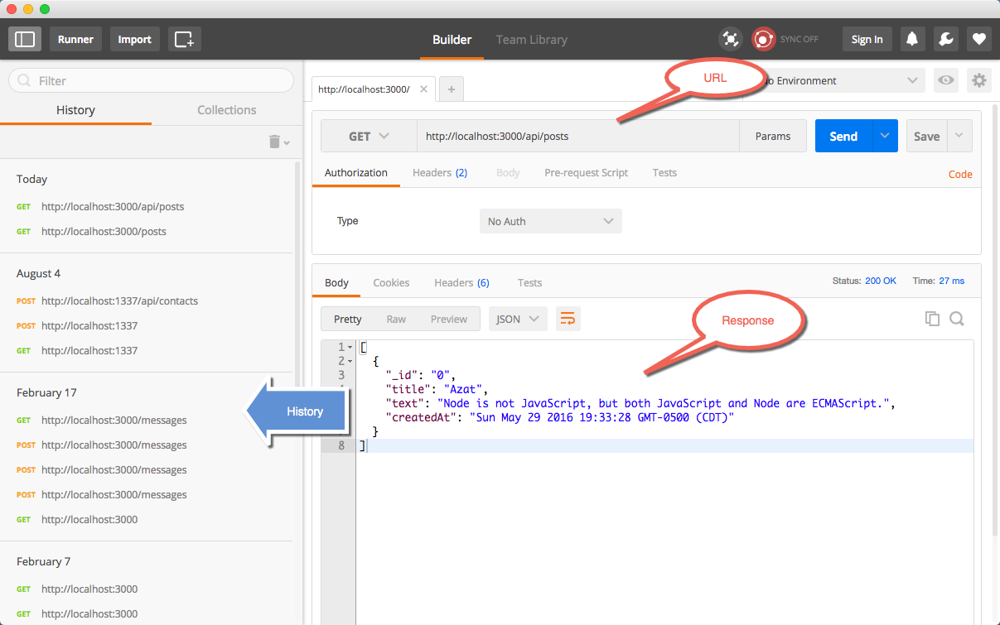 Runner Import Builder Team Library SYNC OFF Sign In
Filter
History Collections
Today
GET http://localhost:3000/api/posts
GET http://localhost:3000/posts
August 4
POST http://localhost:1337/api/contacts
POST http://localhost:1337
GET http://localhost:1337
February 17
GET http://localhost:3000/messages
POST http://localhost:3000/messages
POST http://localhost:3000/messages
POST http://localhost:3000/messages
GET http://localhost:3000
February 7
GET http://localhost:3000
GET http://localhost:3000
History
http://localhost:3000/
URL
o Environment
GET http://localhost:3000/api/posts Params Send Save
Authorization Headers (2) Body Pre-request Script Tests Code
Type No Auth
Body Cookies Headers (6) Tests Status: 200 OK Time: 27 ms
Pretty Raw Preview JSON
Response
1 [
2 {
3 "_id": "0",
"title": "Azat",
"text": "Node is not JavaScript, but both JavaScript and Node are ECMAScript.",
"createdAt": "Sun May 29 2016 19:33:28 GMT-0500 (CDT)"
}
8 ]